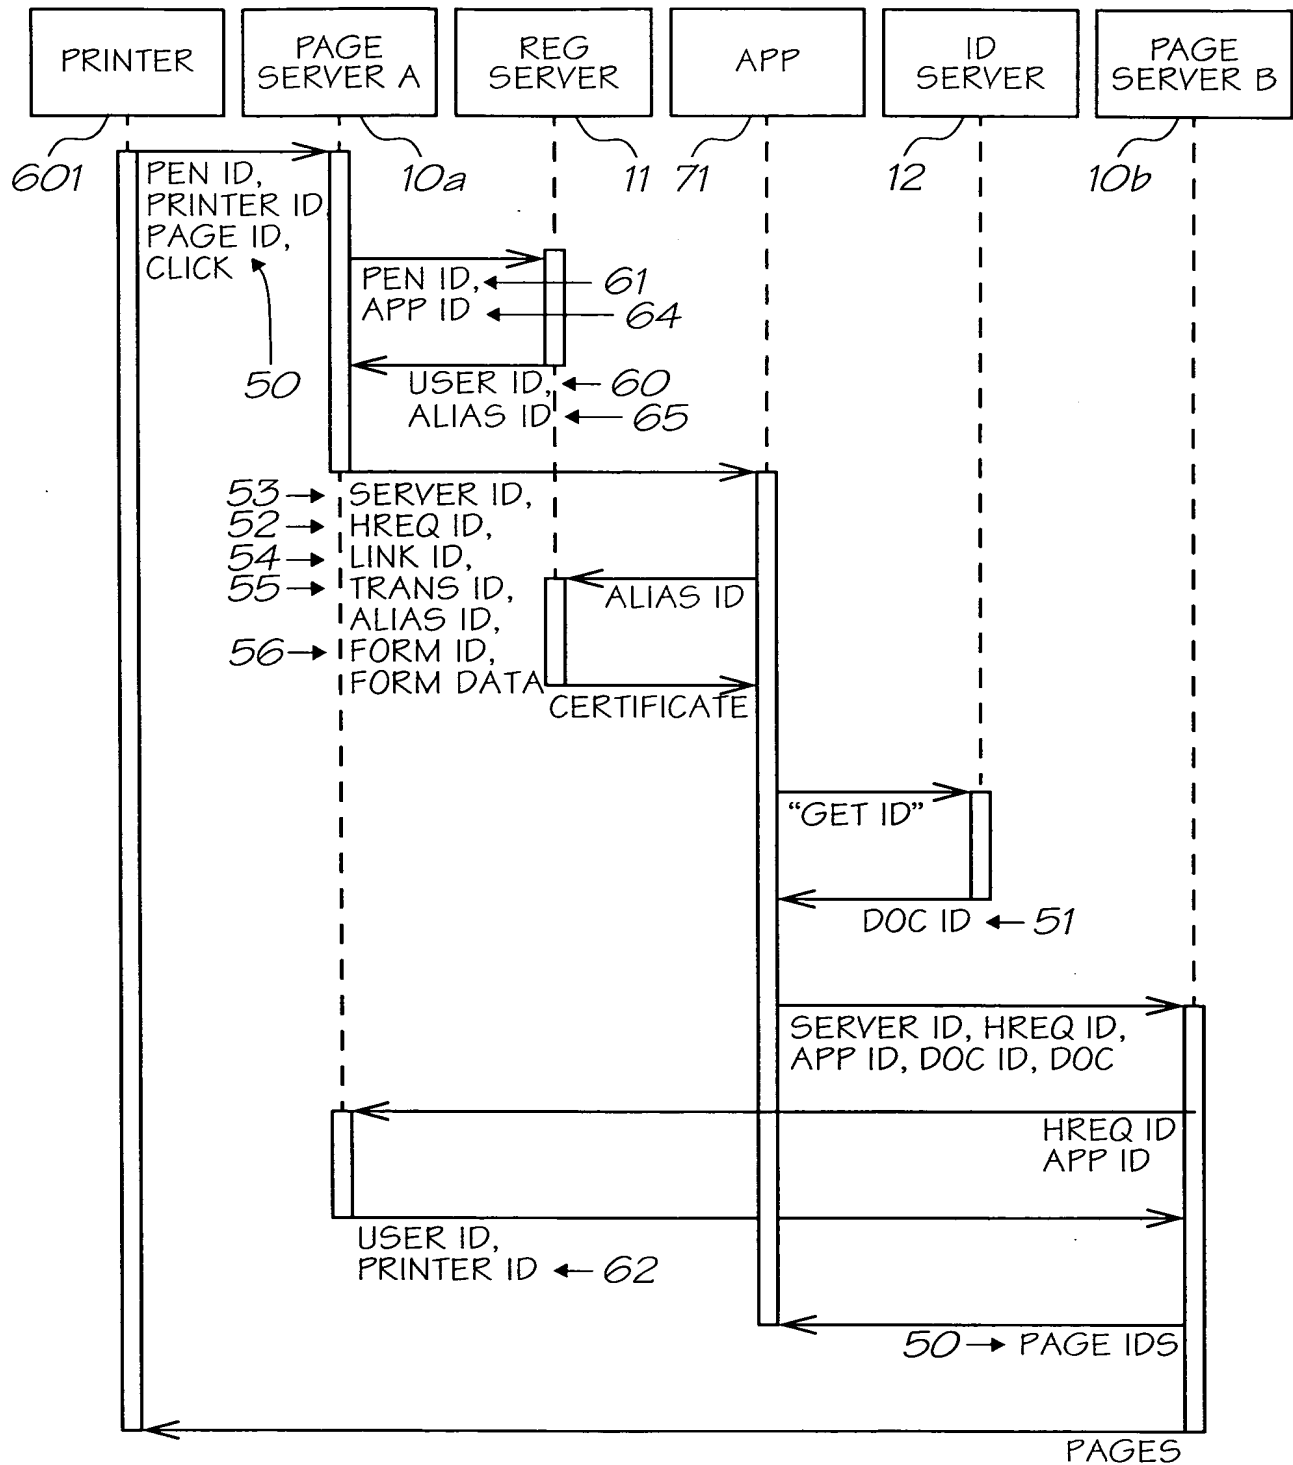 PRINTER
PAGE
SERVER A
REG
SERVER
APP
ID
SERVER
PAGE
SERVER B
601
10a
11
71
12
10b
PEN ID,
PRINTER ID
PAGE ID,
CLICK
50
PEN ID,
61
APP ID
64
USER ID,
60
ALIAS ID
65
53
SERVER ID,
52
HREQ ID,
54
LINK ID,
55
TRANS ID,
ALIAS ID,
56
FORM ID,
FORM DATA
ALIAS ID
CERTIFICATE
“GET ID”
DOC ID
51
SERVER ID, HREQ ID,
APP ID, DOC ID, DOC
HREQ ID
APP ID
USER ID,
PRINTER ID
62
50
PAGE IDS
PAGES